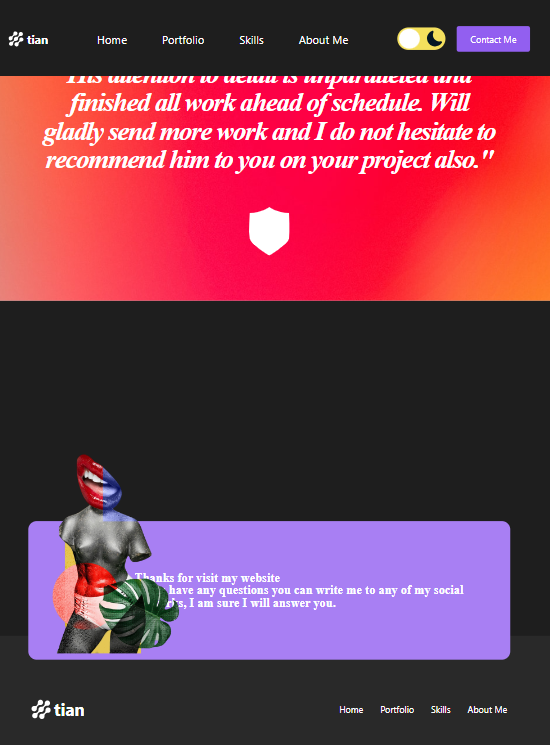 tian
Home
Portfolio
Skills
About Me
Contact Me
His attention to detail is unparalleled and
finished all work ahead of schedule. Will
gladly send more work and I do not hesitate to
recommend him to you on your project also."
Thanks for visit my website
have any questions you can write me to any of my social
I am sure I will answer you.
tian
Home
Portfolio
Skills
About Me